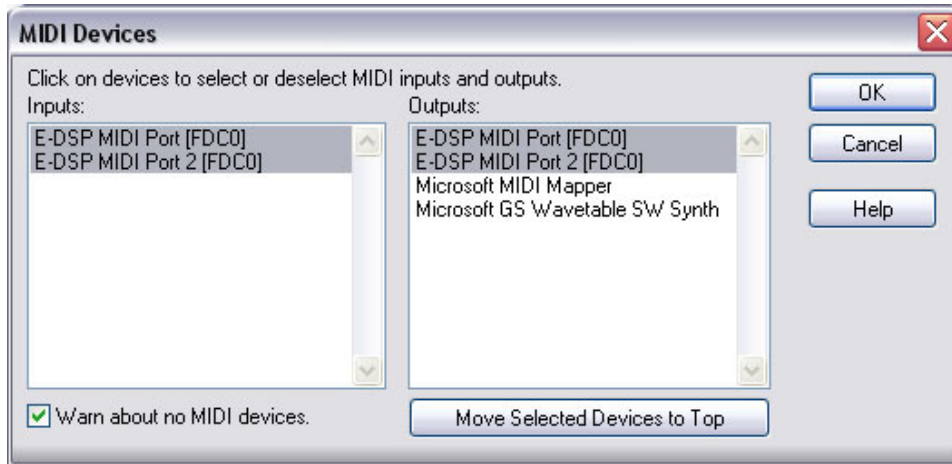 MIDI Devices
Click on devices to select or deselect MIDI inputs and outputs.
Inputs:
E-DSP MIDI Port [FDC0]
E-DSP MIDI Port 2 [FDC0]
Warn about no MIDI devices.
Outputs:
E-DSP MIDI Port [FDC0]
E-DSP MIDI Port 2 [FDC0]
Microsoft MIDI Mapper
Microsoft GS Wavetable SW Synth
Move Selected Devices to Top
OK
Cancel
Help